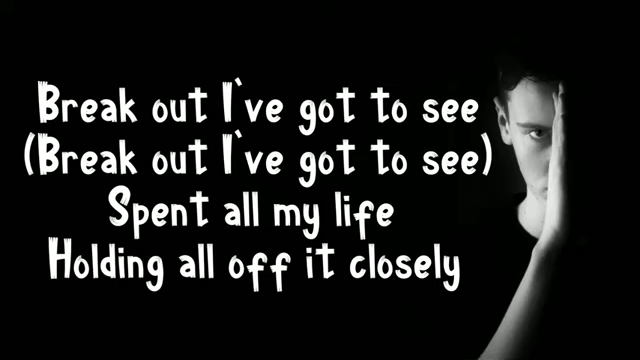 Break out I've got to see
(Break out I've got to see)
Spent all my life
Holding all off it closely